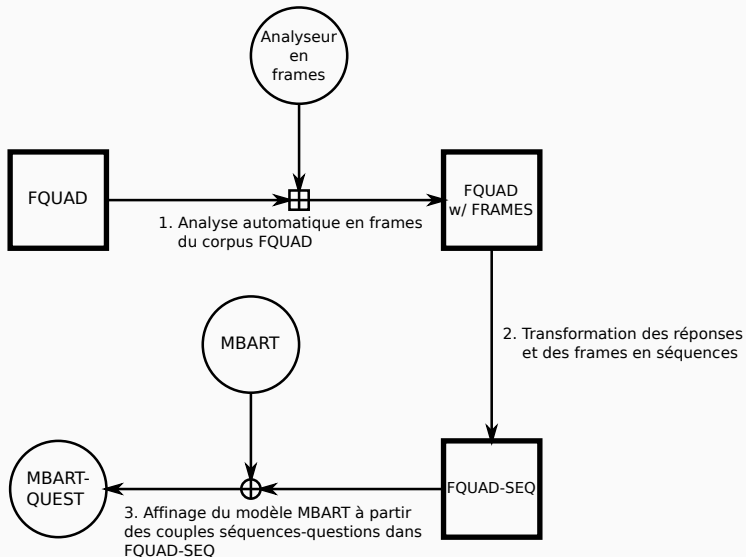 Analyseur
en
frames
FQUAD
FQUAD
w/ FRAMES
1. Analyse automatique en frames
du corpus FQUAD
MBART
2. Transformation des réponses
et des frames en séquences
MBART-
QUEST
FQUAD-SEQ
3. Affinage du modèle MBART à partir
des couples séquences-questions dans
FQUAD-SEQ